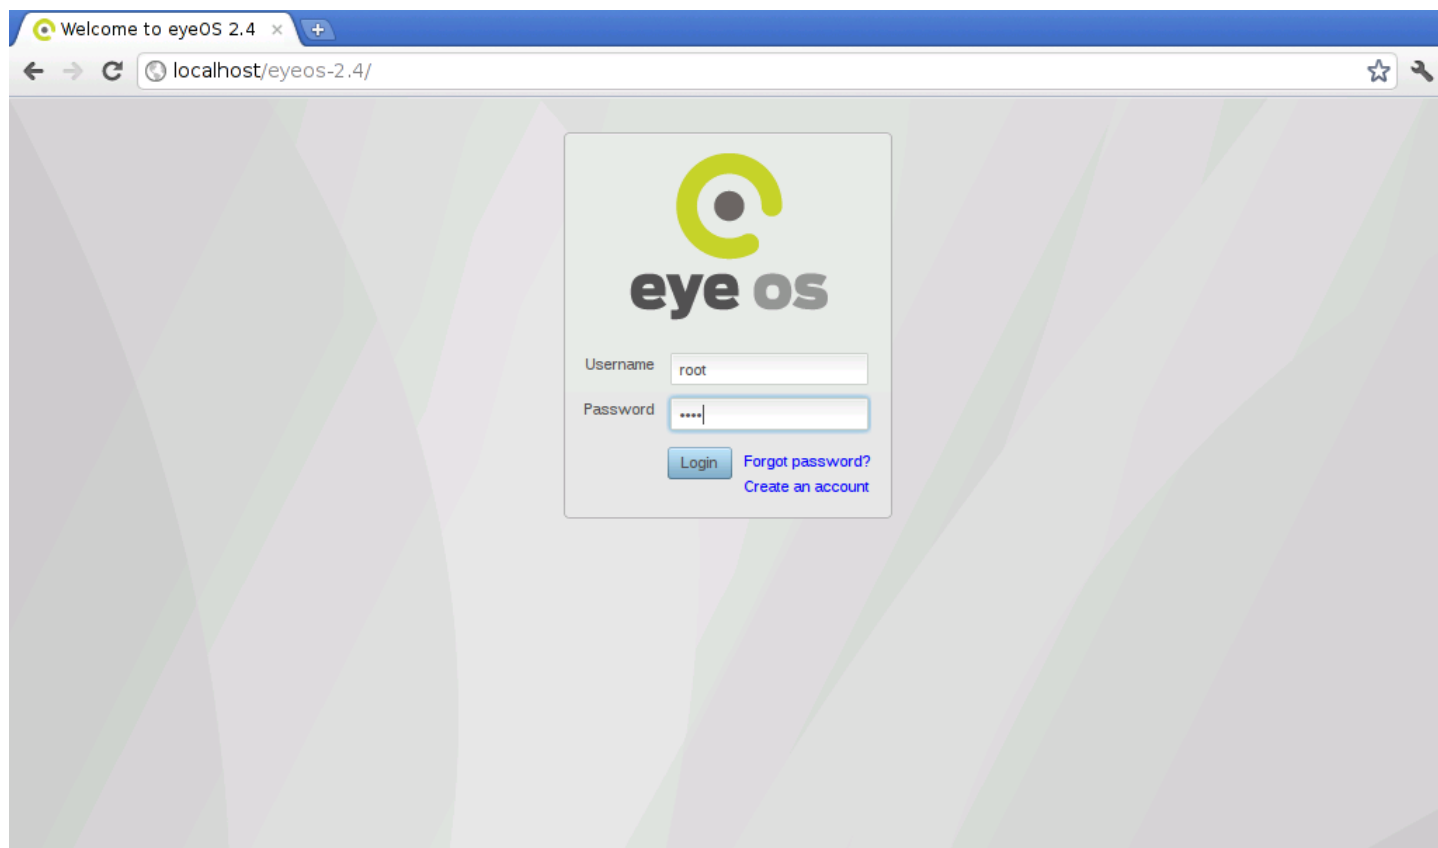 Welcome to eyeOS 2.4
localhost/eyeos-2.4/
eye os
Username root
Password ••••
Login Forgot password?
Create an account